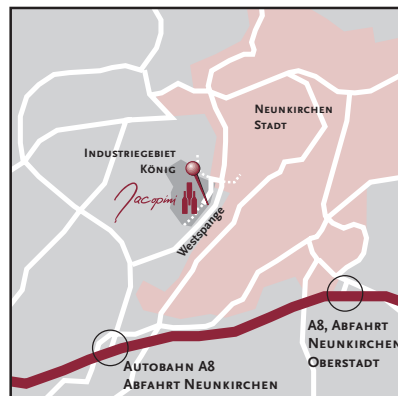 Neunkirchen
Stadt
Industriegebiet
König
Jacopini
Westspange
A8, Abfahrt
Neunkirchen
Oberstadt
Autobahn A8
Abfahrt Neunkirchen